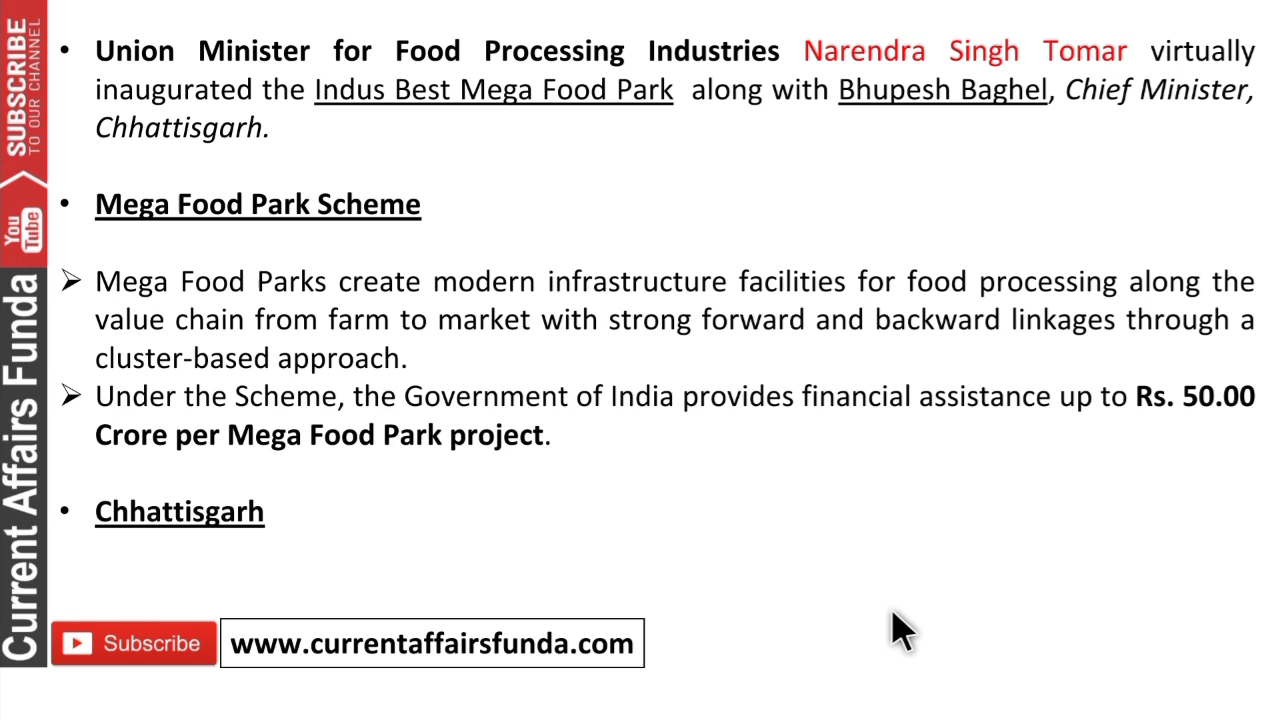 SUBSCRIBE
TO OUR CHANNEL
You
Tube
Current Affairs Funda
• Union Minister for Food Processing Industries Narendra Singh Tomar virtually
inaugurated the Indus Best Mega Food Park along with Bhupesh Baghel, Chief Minister,
Chhattisgarh.
• Mega Food Park Scheme
➢ Mega Food Parks create modern infrastructure facilities for food processing along the
value chain from farm to market with strong forward and backward linkages through a
cluster-based approach.
➢ Under the Scheme, the Government of India provides financial assistance up to Rs. 50.00
Crore per Mega Food Park project.
• Chhattisgarh
Subscribe
www.currentaffairsfunda.com